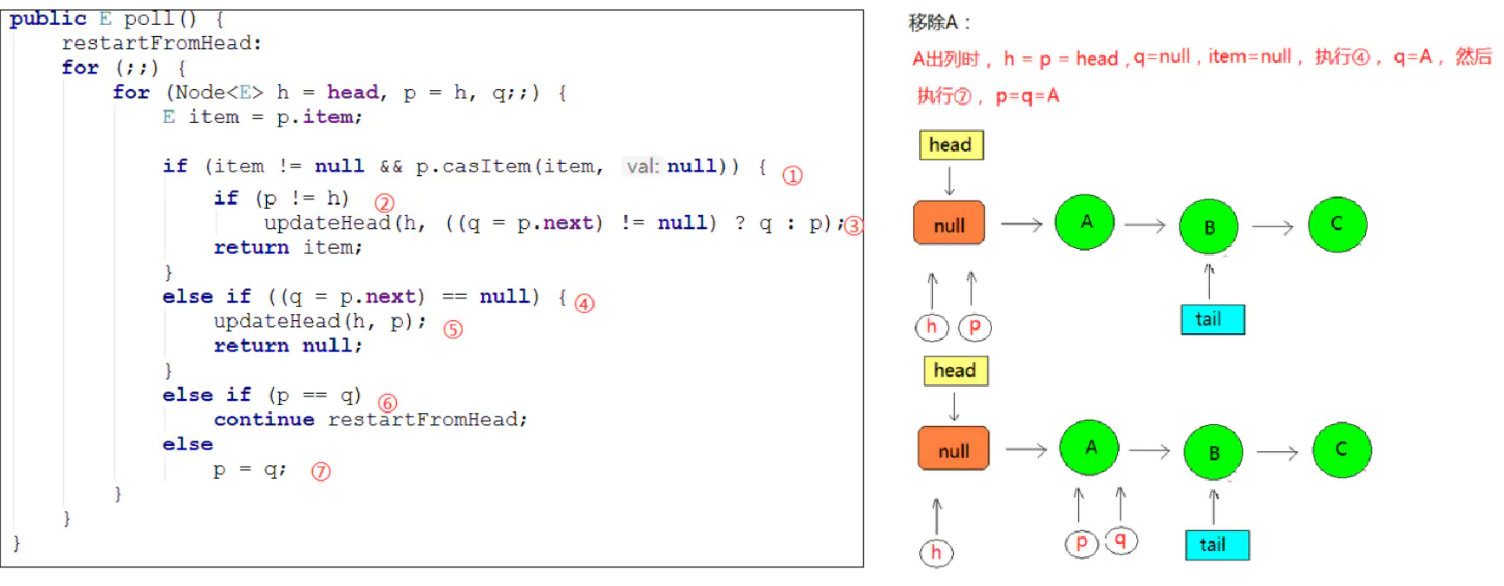 public E poll() {
restartFromHead:
for (;;) {
for (Node<E> h = head, p = h, q;;) {
E item = p.item;
if (item != null && p.casItem(item, val: null)) { ①
if (p != h) ②
updateHead(h, ((q = p.next) != null) ? q : p);③
return item;
}
else if ((q = p.next) == null) { ④
updateHead(h, p); ⑤
return null;
}
else if (p == q) ⑥
continue restartFromHead;
else
p = q; ⑦
}
}
}
移除A：
A出列时，h = p = head ,q=null，item=null，执行④，q=A，然后
执行⑦，p=q=A
head
null A B C
h p tail
head
null A B C
h p q tail